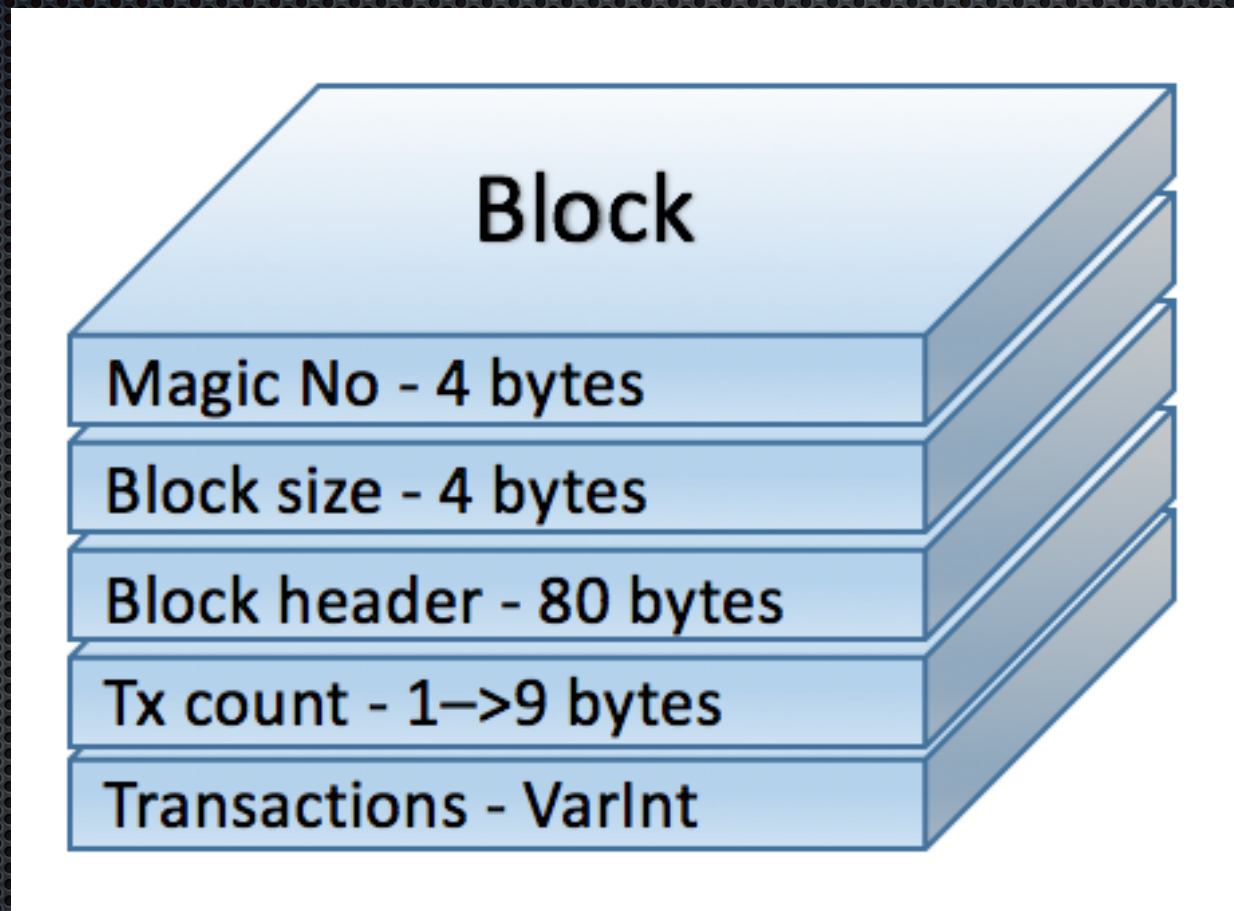 Block
Magic No - 4 bytes
Block size - 4 bytes
Block header - 80 bytes
Tx count - 1–>9 bytes
Transactions - VarInt